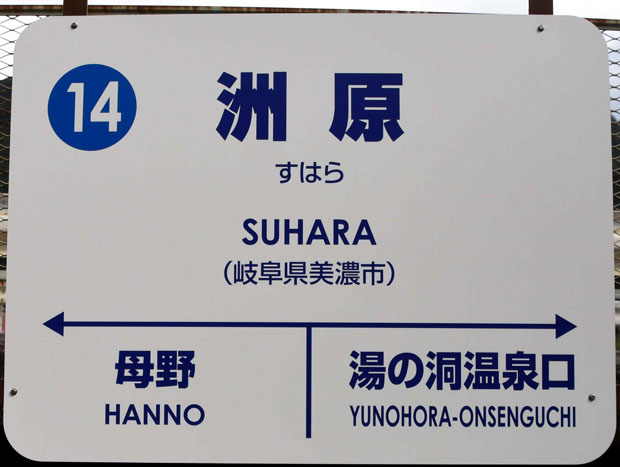 14
洲原
すはら
SUHARA
(岐阜県美濃市)
母野
HANNO
湯の洞温泉口
YUNOHORA-ONSENGUCHI